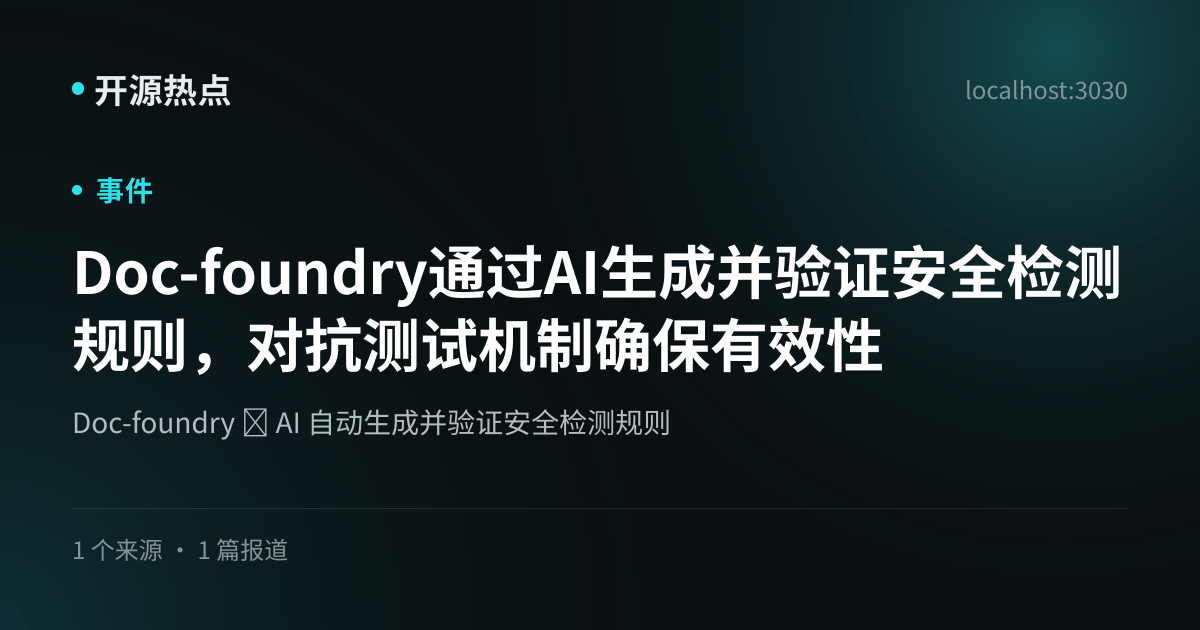 开源热点
localhost:3030
事件
Doc-foundry通过AI生成并验证安全检测
规则，对抗测试机制确保有效性
Doc-foundry AI 自动生成并验证安全检测规则
1 个来源 · 1 篇报道